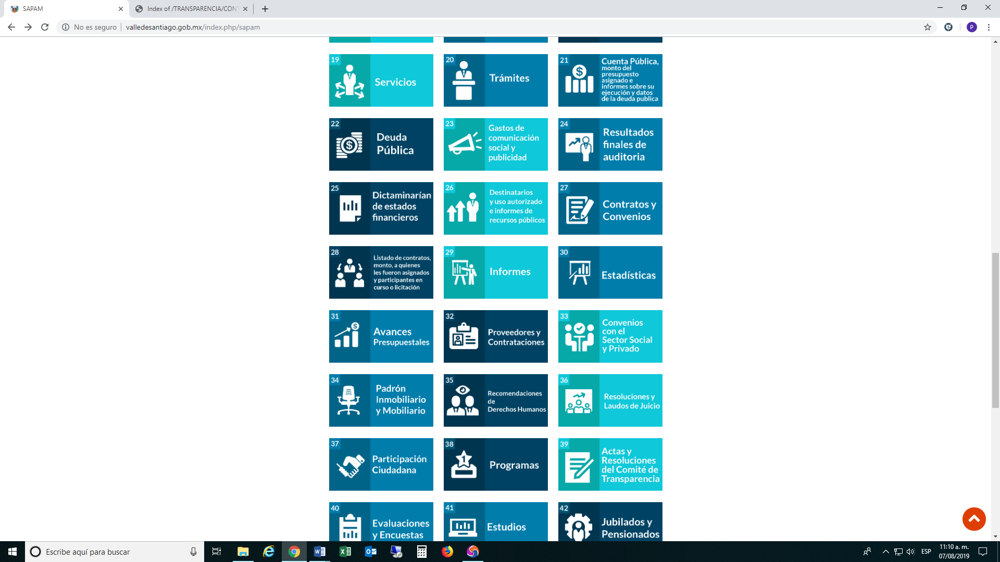 SAPAM
Index of /TRANSPARENCIA/CONT
No es seguro
valledesantiago.gob.mx/index.php/sapam
P
19
Servicios
20
Trámites
21
Cuenta Pública,
monto del
presupuesto
asignado e
informes sobre su
ejecución y datos
de la deuda publica
22
Deuda
Pública
23
Gastos de
comunicación
social y
publicidad
24
Resultados
finales de
auditoria
25
Dictaminarían
de estados
financieros
26
Destinatarios
y uso autorizado
e informes de
recursos públicos
27
Contratos y
Convenios
28
Listado de contratos,
monto, a quienes
les fueron asignados
y participantes en
curso o licitación
29
Informes
30
Estadísticas
31
Avances
Presupuestales
32
Proveedores y
Contrataciones
33
Convenios
con el
Sector Social
y Privado
34
Padrón
Inmobiliario
y Mobiliario
35
Recomendaciones
de
Derechos Humanos
36
Resoluciones y
Laudos de Juicio
37
Participación
Ciudadana
38
1
Programas
39
Actas y
Resoluciones
del Comité de
Transparencia
40
Evaluaciones
y Encuestas
41
Estudios
42
Jubilados y
Pensionados
Escribe aquí para buscar
ESP
11:10 a. m.
07/08/2019